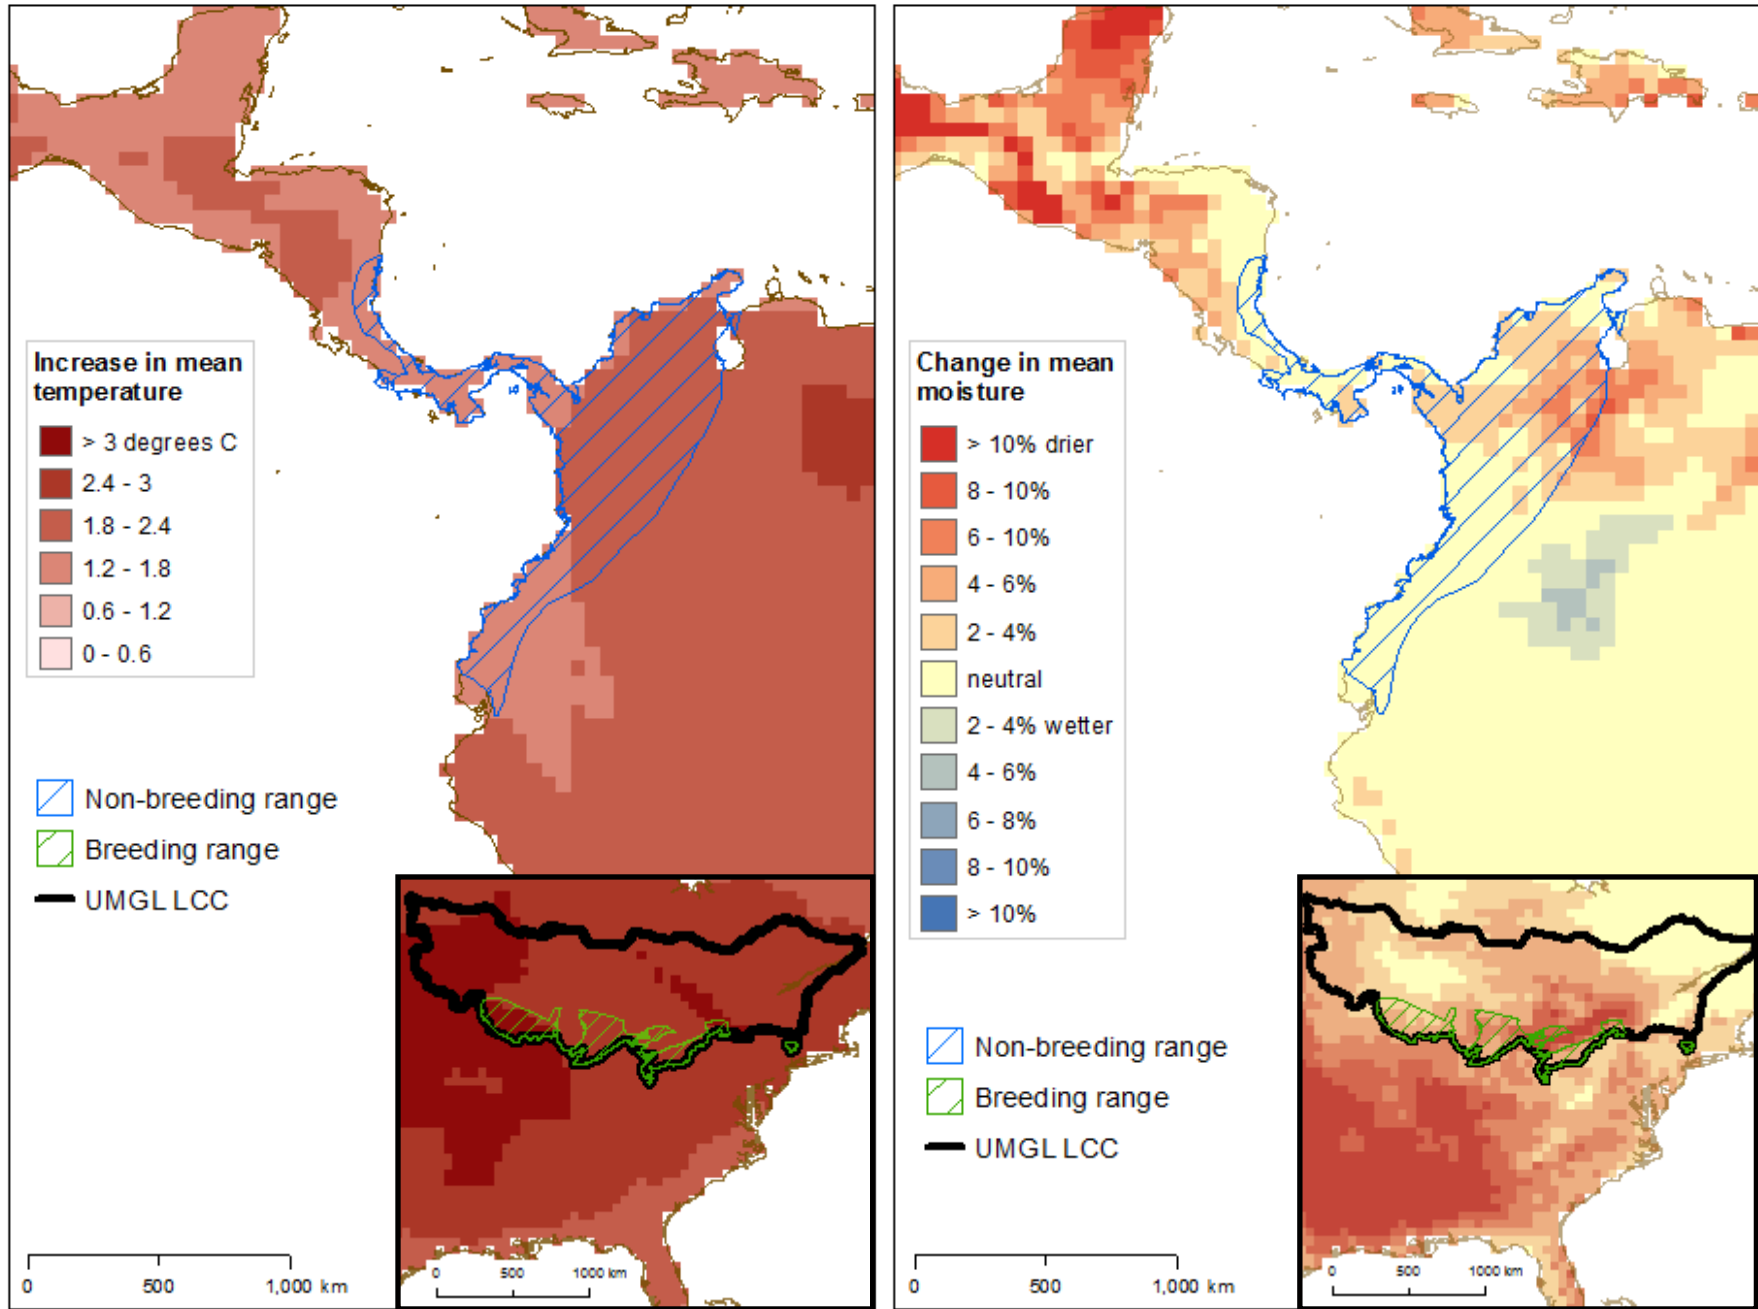 Increase in mean
temperature
> 3 degrees C
2.4 - 3
1.8 - 2.4
1.2 - 1.8
0.6 - 1.2
0 - 0.6
Non-breeding range
Breeding range
UMGL LCC
0 500 1,000 km
0 500 1000 km
Change in mean
moisture
> 10% drier
8 - 10%
6 - 10%
4 - 6%
2 - 4%
neutral
2 - 4% wetter
4 - 6%
6 - 8%
8 - 10%
> 10%
Non-breeding range
Breeding range
UMGL LCC
0 500 1,000 km
0 500 1000 km